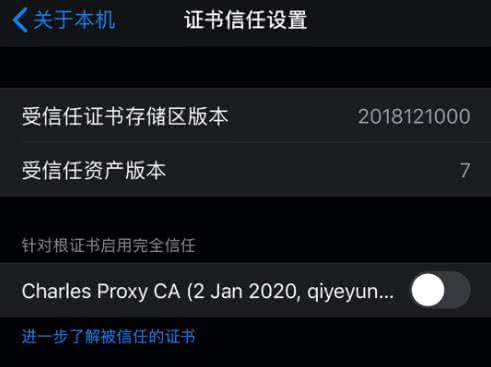 关于本机 证书信任设置
受信任证书存储区版本 2018121000
受信任资产版本 7
针对根证书启用完全信任
Charles Proxy CA (2 Jan 2020, qiyeyun...
进一步了解被信任的证书